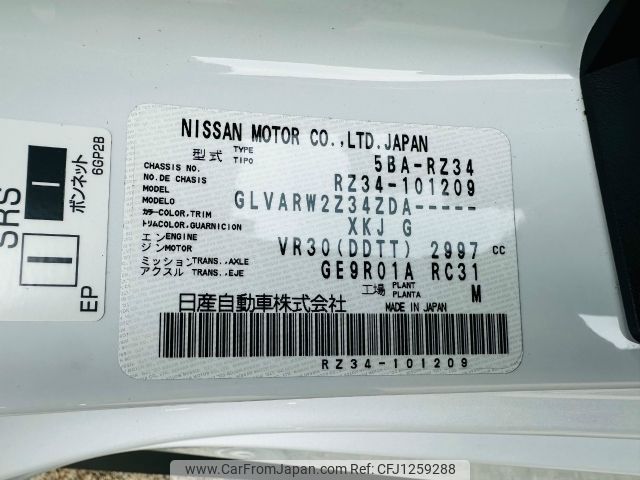 SRS
ボンネット
6GP2B
EP
NISSAN MOTOR CO.,LTD.JAPAN
型式 TYPE TIPO 5BA-RZ34
CHASSIS NO. NO.DE CHASIS RZ34-101209
MODEL MODELO GLVARW2Z34ZDA-----
カラー COLOR,TRIM トリム COLOR,GUARNICION XKJ G
エンジン ENGINE MOTOR VR30(DDTT) 2997 cc
ミッション TRANS.,AXLE アクスル TRANS.,EJE GE9R01A RC31
工場 PLANT PLANTA M
日産自動車株式会社 MADE IN JAPAN
RZ34-101209
www.carfromjapan.com - CFJ1259288